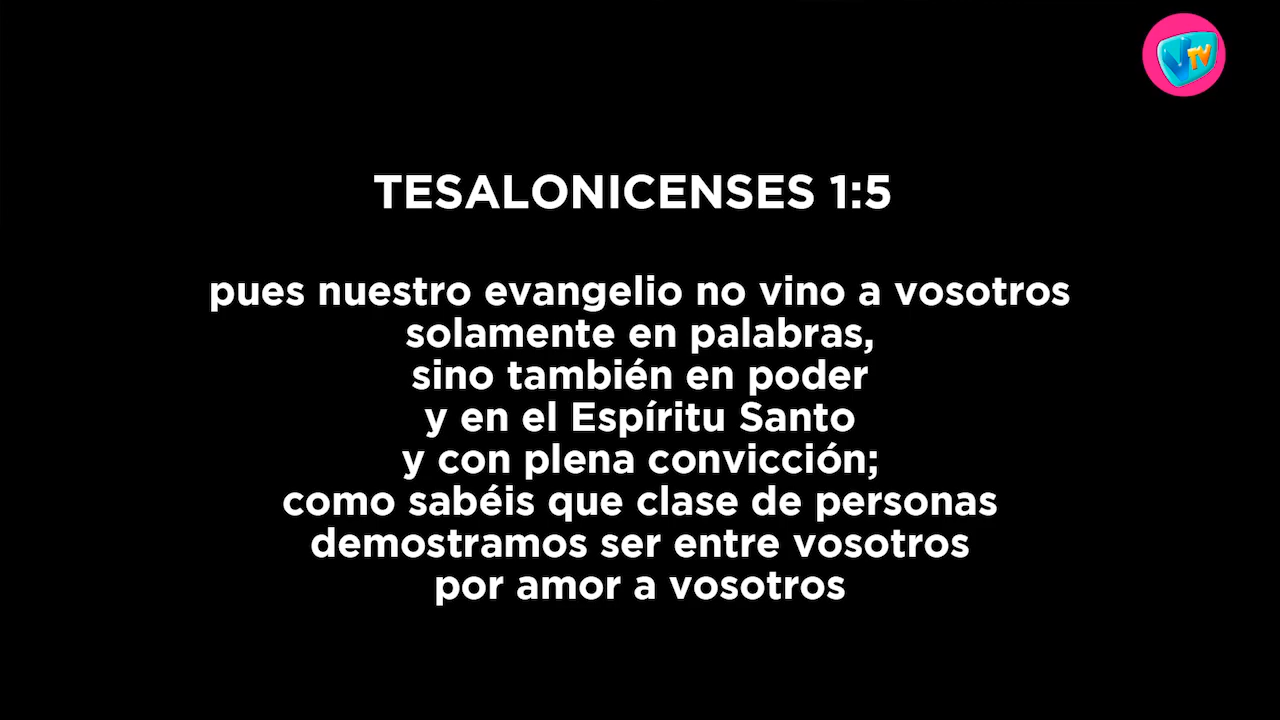 VTV
TESALONICENSES 1:5
pues nuestro evangelio no vino a vosotros
solamente en palabras,
sino también en poder
y en el Espíritu Santo
y con plena convicción;
como sabéis que clase de personas
demostramos ser entre vosotros
por amor a vosotros